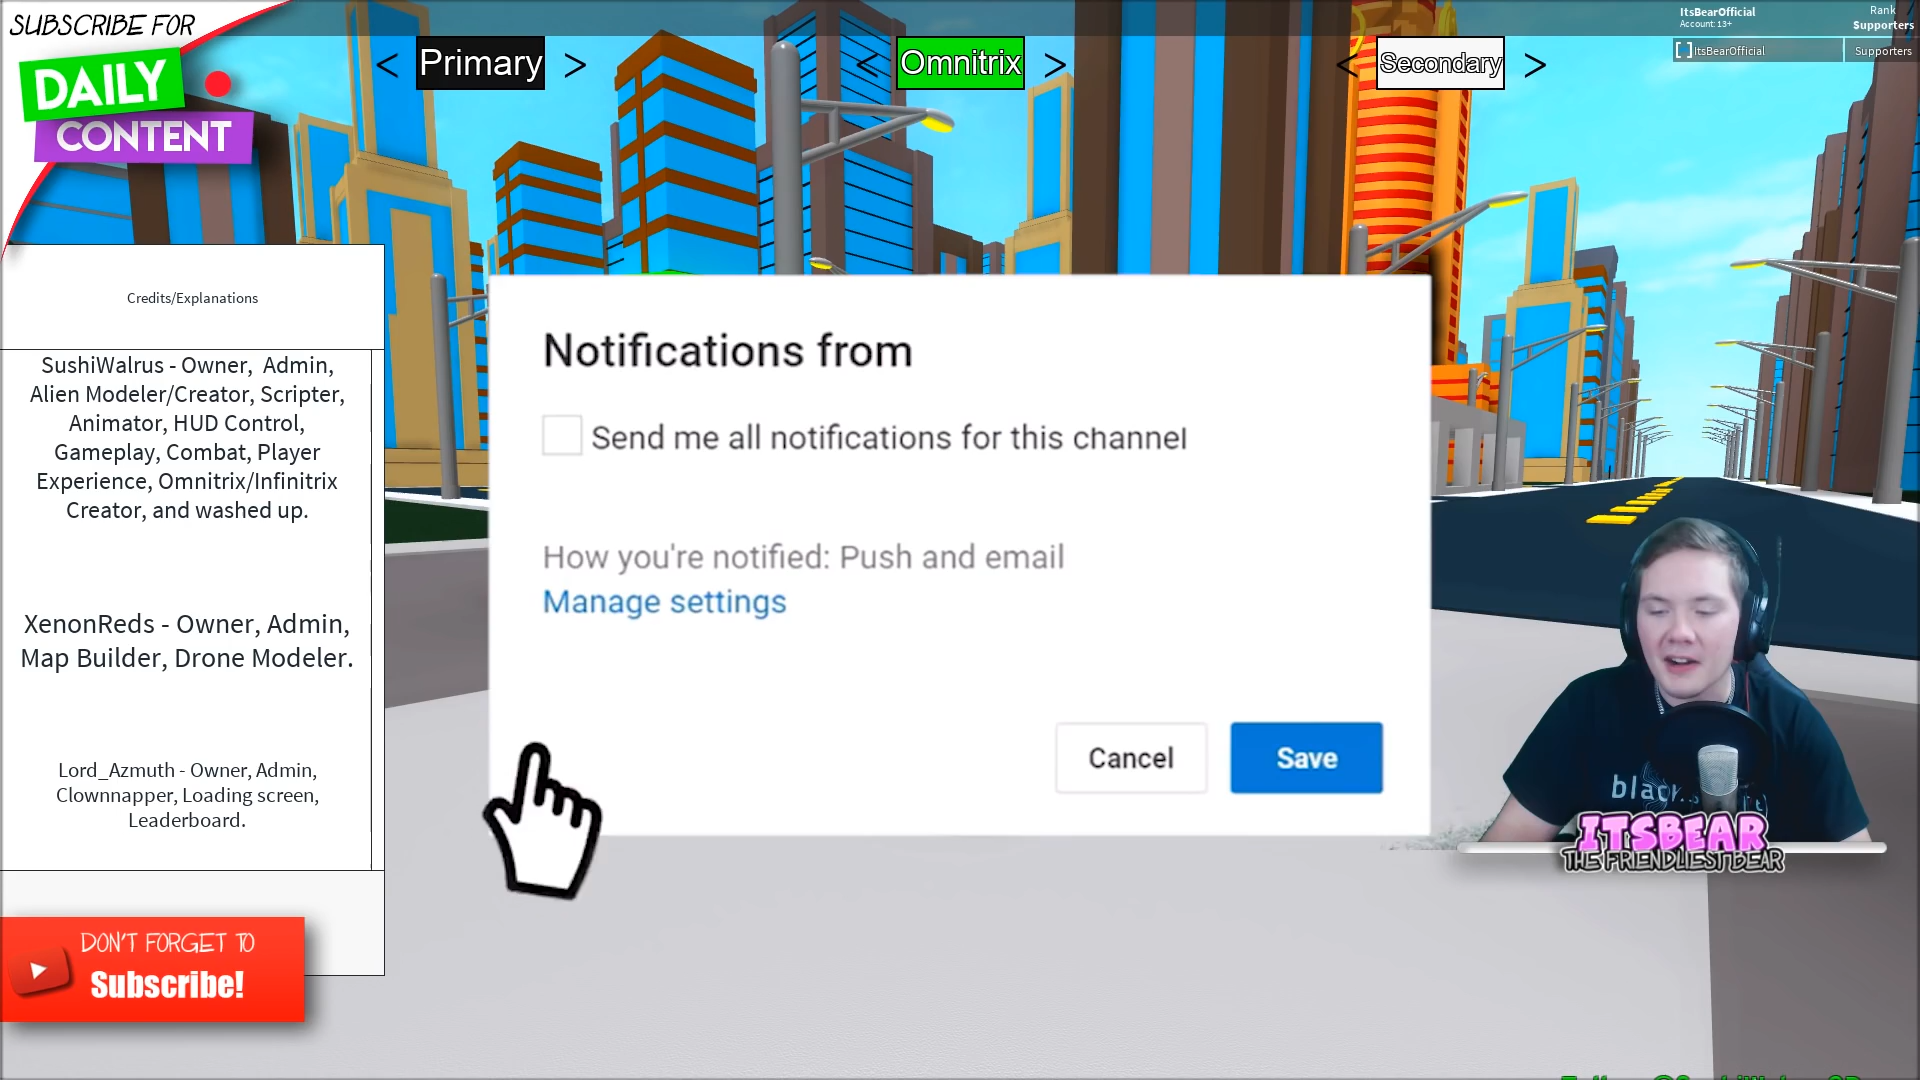 SUBSCRIBE FOR
DAILY
CONTENT
< Primary >
< Omnitrix >
< Secondary >
ItsBearOfficial
Account: 13+
Rank
Supporters
[ ] ItsBearOfficial
Supporters
Credits/Explanations
SushiWalrus - Owner, Admin,
Alien Modeler/Creator, Scripter,
Animator, HUD Control,
Gameplay, Combat, Player
Experience, Omnitrix/Infinitrix
Creator, and washed up.
XenonReds - Owner, Admin,
Map Builder, Drone Modeler.
Lord_Azmuth - Owner, Admin,
Clownnapper, Loading screen,
Leaderboard.
Notifications from
Send me all notifications for this channel
How you're notified: Push and email
Manage settings
Cancel
Save
ITSBEAR
THE FRIENDLIEST BEAR
DON'T FORGET TO
Subscribe!